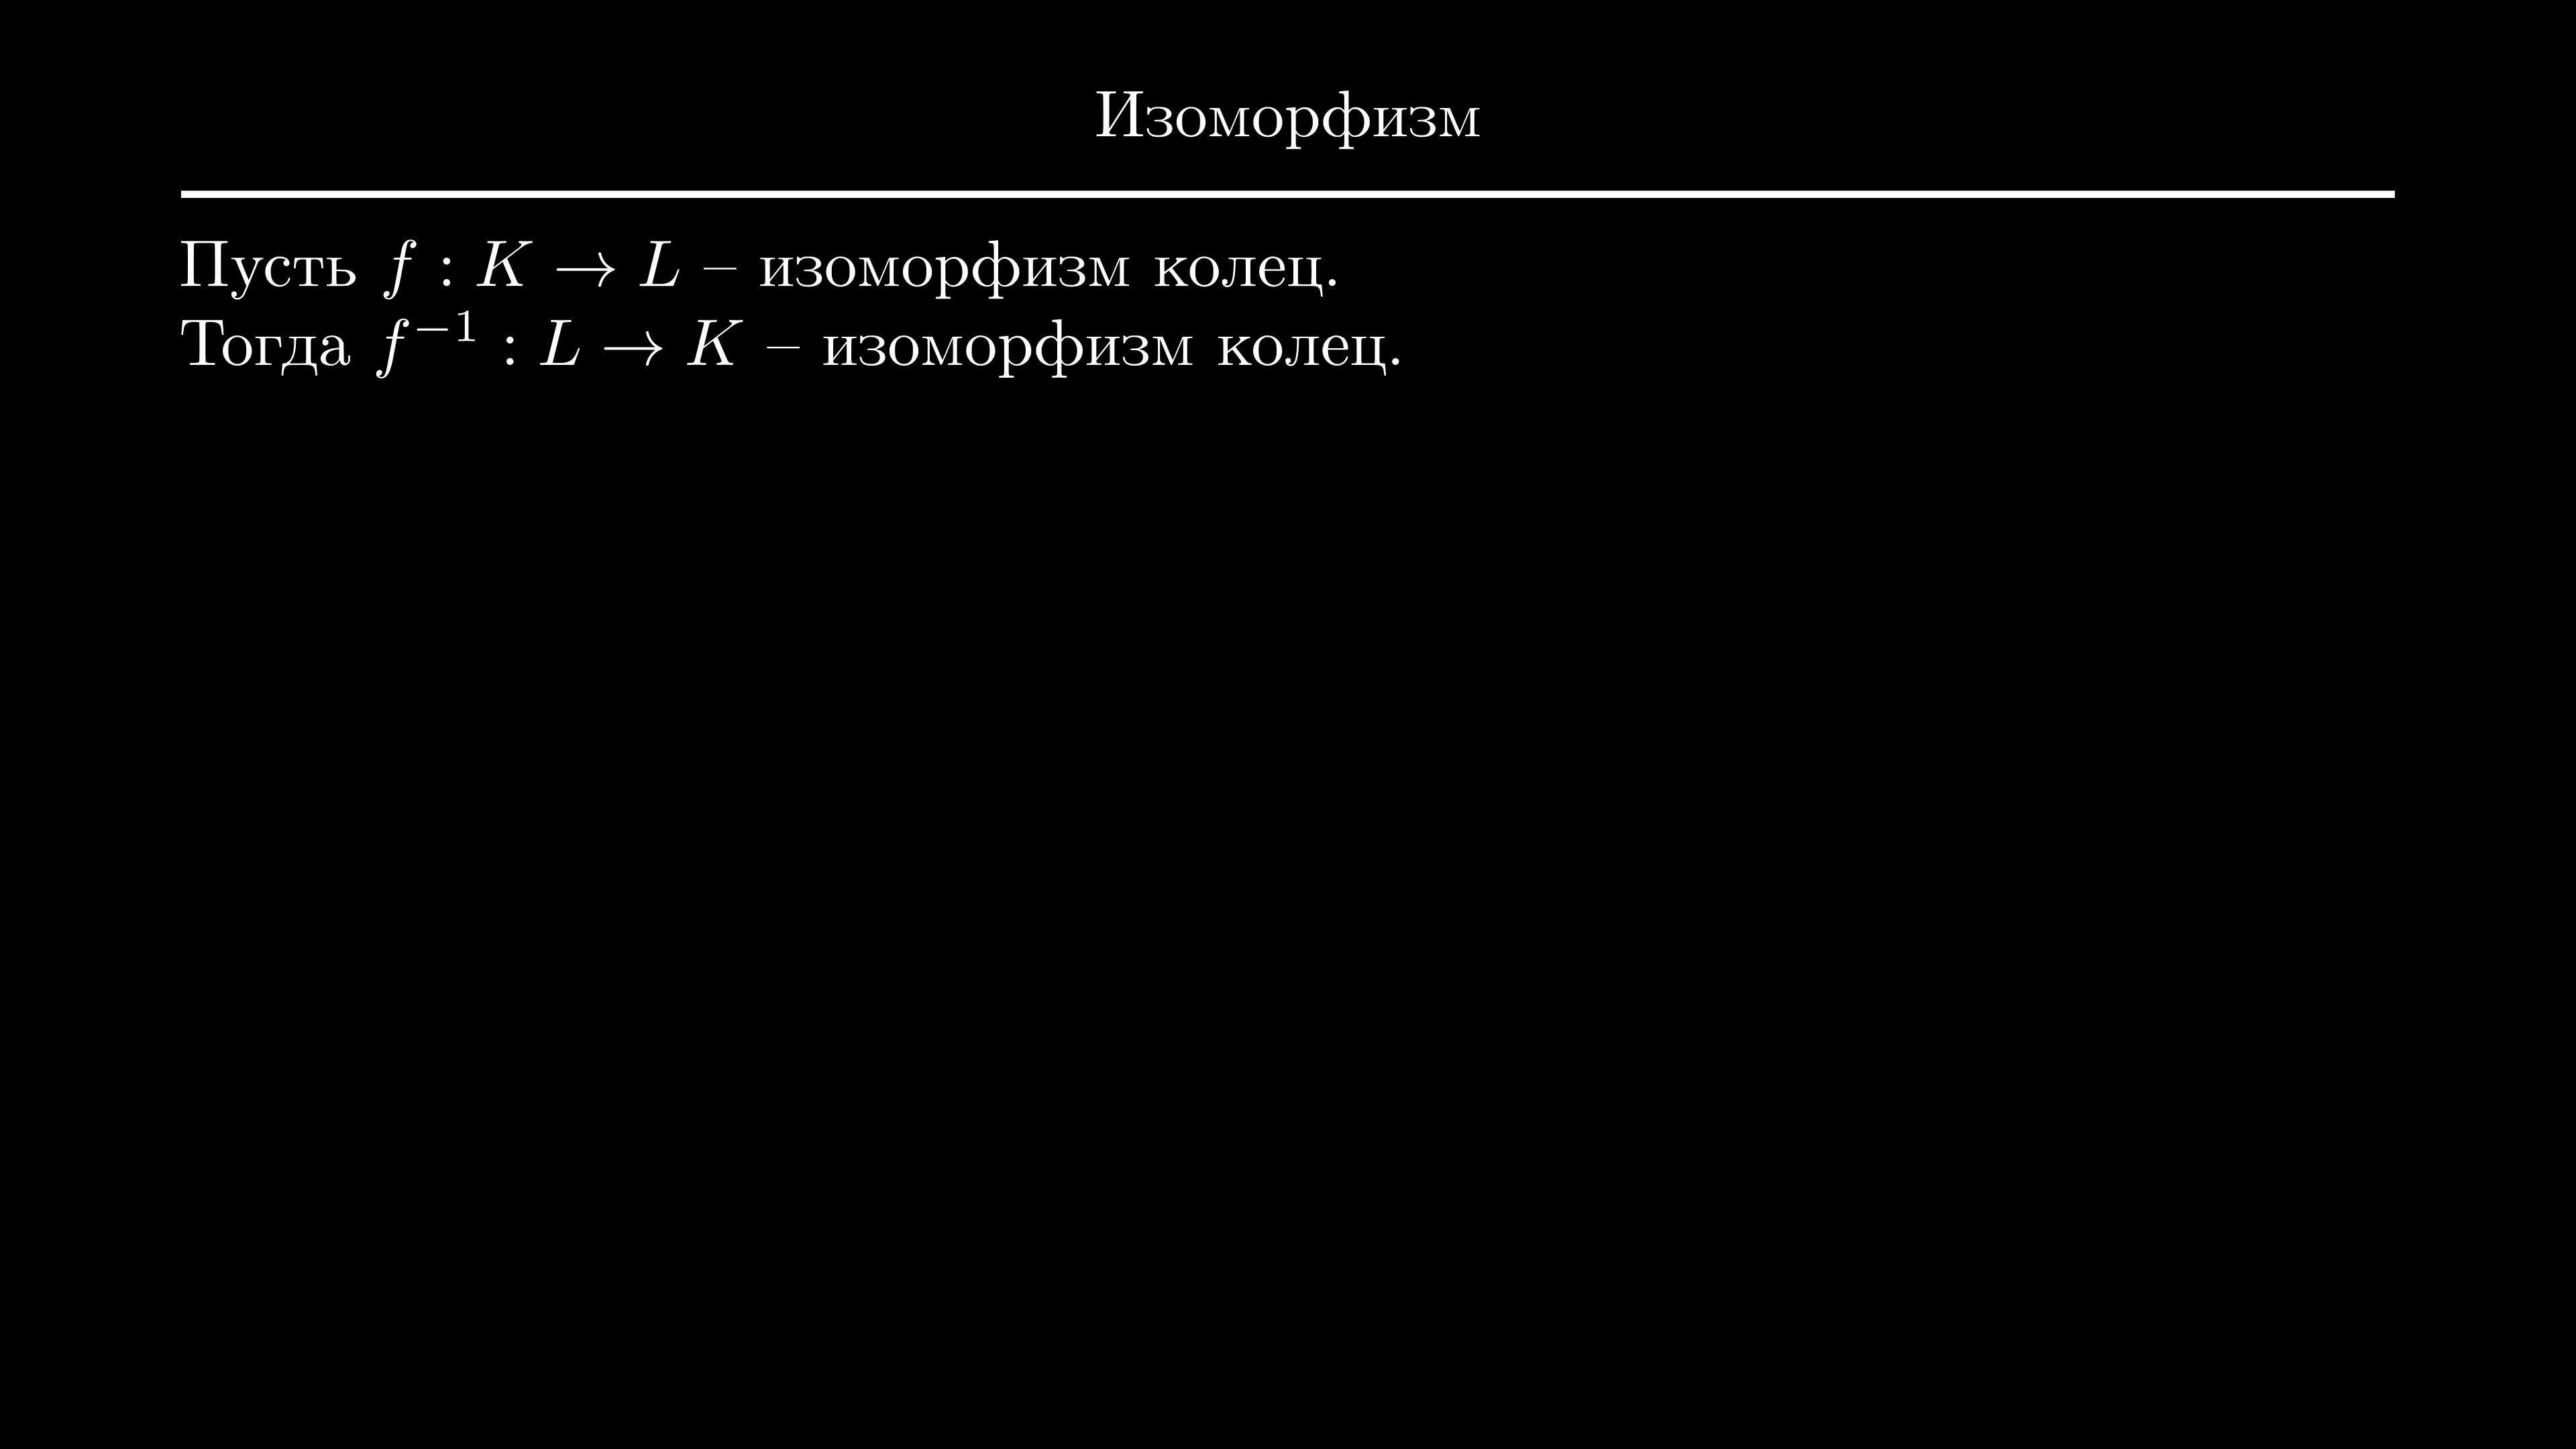 Изоморфизм
Пусть f : K → L – изоморфизм колец.
Тогда f⁻¹ : L → K – изоморфизм колец.